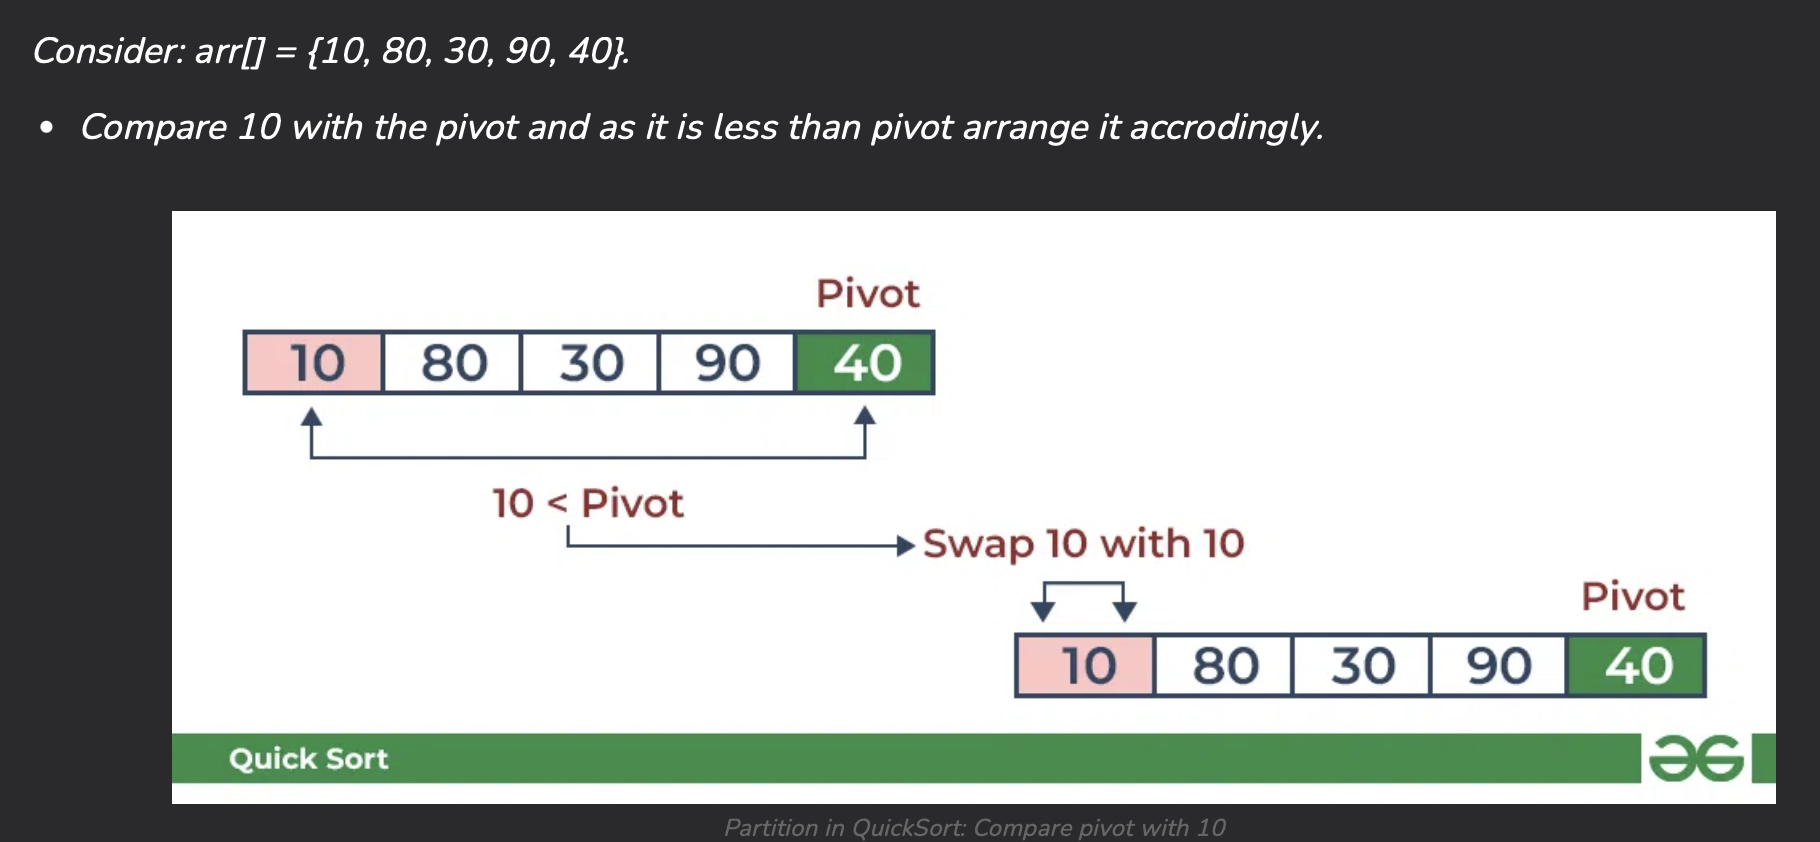 Consider: arr[] = {10, 80, 30, 90, 40}.
• Compare 10 with the pivot and as it is less than pivot arrange it accrodingly.
Pivot
10 80 30 90 40
10 < Pivot
Swap 10 with 10
Pivot
10 80 30 90 40
Quick Sort
Partition in QuickSort: Compare pivot with 10